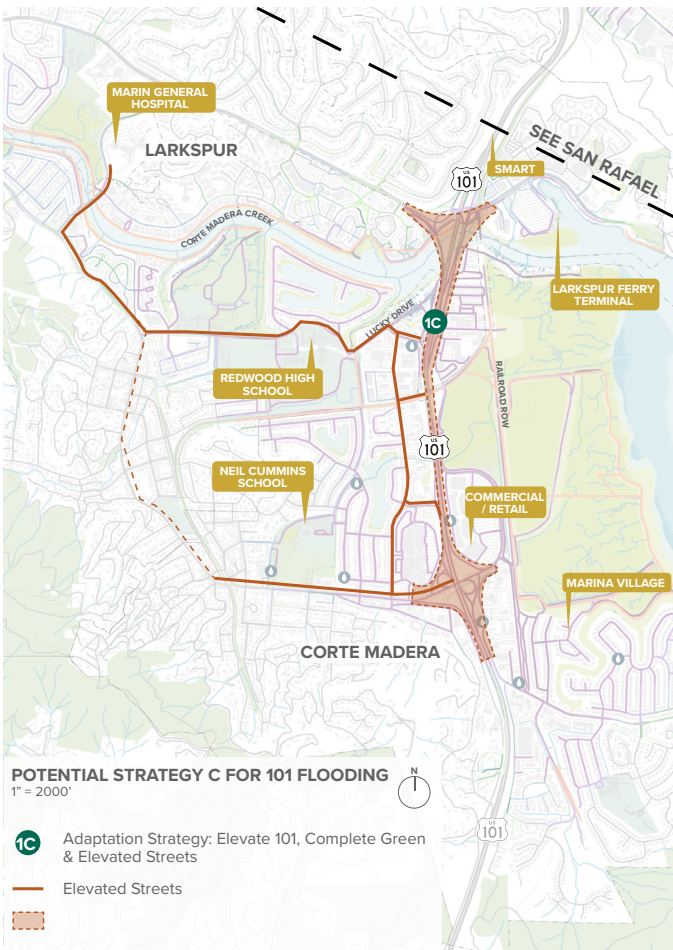 MARIN GENERAL
HOSPITAL
LARKSPUR
SEE SAN RAFAEL
SMART
US
101
CORTE MADERA CREEK
LARKSPUR FERRY
TERMINAL
LUCKY DRIVE
1C
REDWOOD HIGH
SCHOOL
RAILROAD ROW
US
101
NEIL CUMMINS
SCHOOL
COMMERCIAL
/ RETAIL
MARINA VILLAGE
CORTE MADERA
US
101
POTENTIAL STRATEGY C FOR 101 FLOODING
1" = 2000'
N
1C
Adaptation Strategy: Elevate 101, Complete Green
& Elevated Streets
Elevated Streets